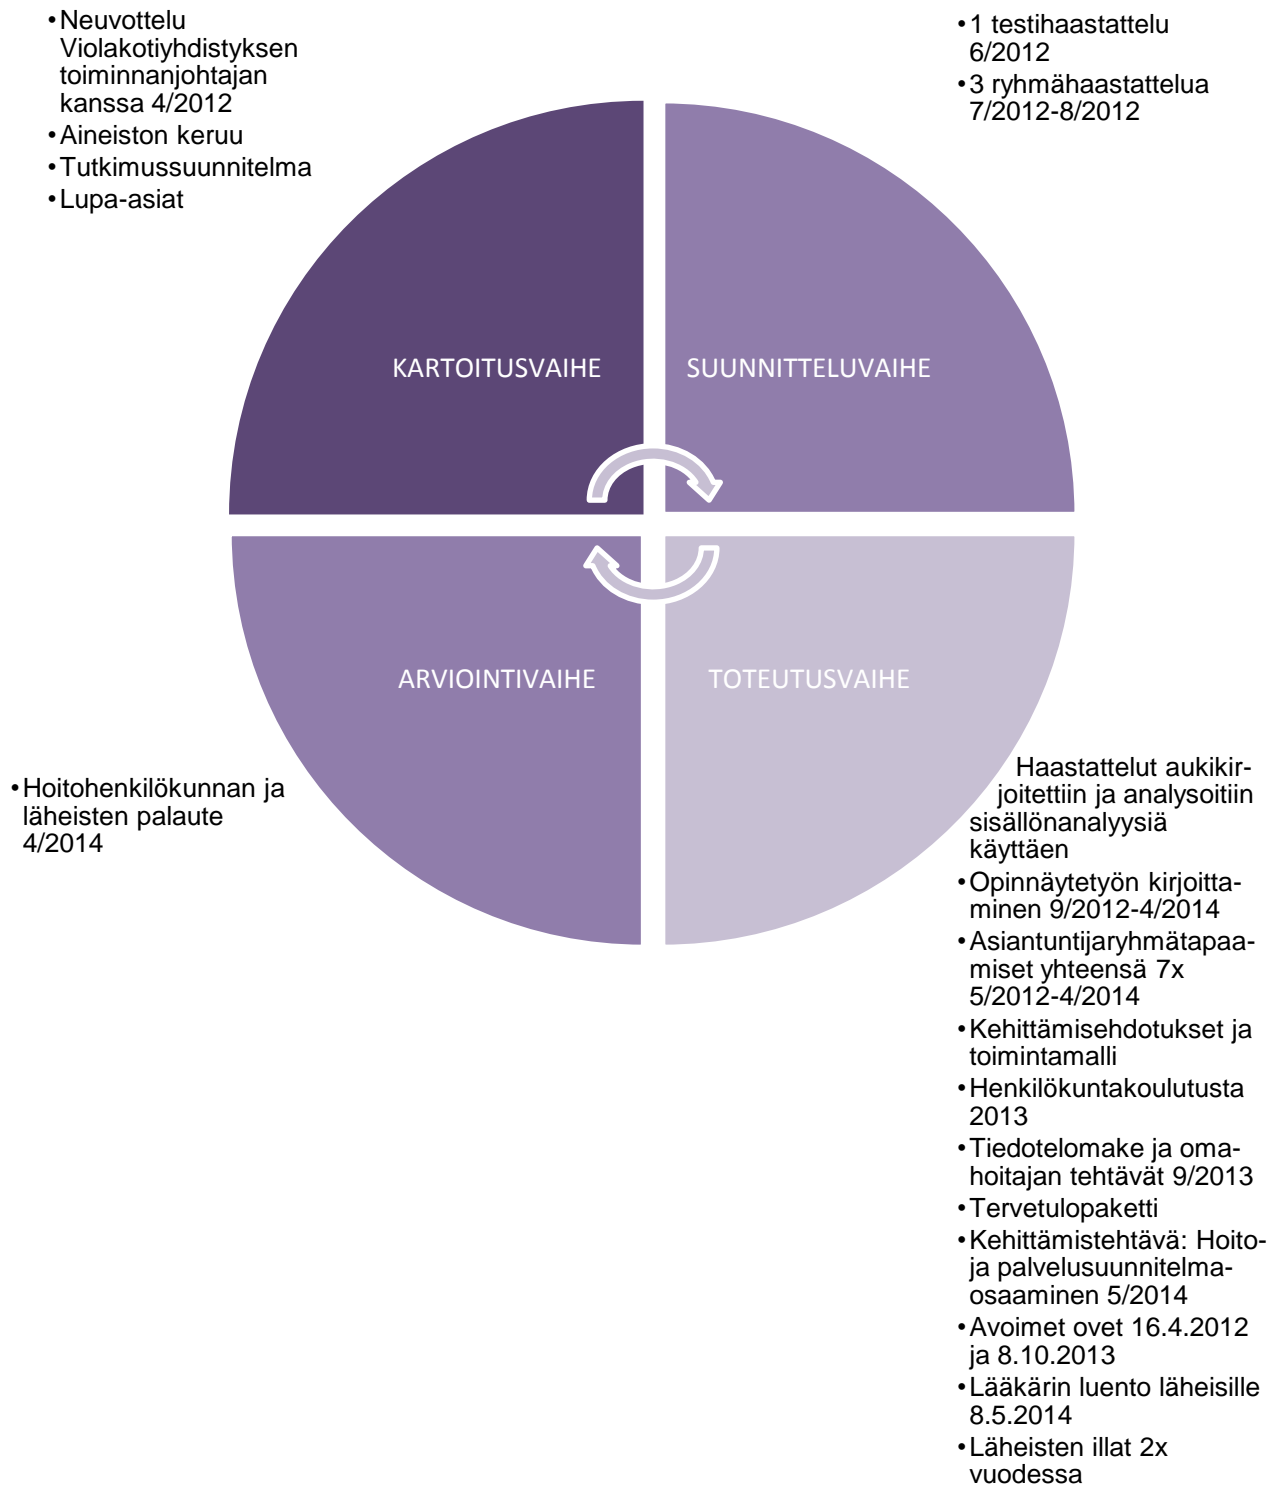 •Neuvottelu
Violakotiyhdistyksen
toiminnanjohtajan
kanssa 4/2012
•Aineiston keruu
•Tutkimussuunnitelma
•Lupa-asiat
•1 testihaastattelu
6/2012
•3 ryhmähaastattelua
7/2012-8/2012
KARTOITUSVAIHE
SUUNNITTELUVAIHE
ARVIOINTIVAIHE
TOTEUTUSVAIHE
•Hoitohenkilökunnan ja
läheisten palaute
4/2014
Haastattelut aukikir-
joitettiin ja analysoitiin
sisällönanalyysiä
käyttäen
•Opinnäytetyön kirjoitta-
minen 9/2012-4/2014
•Asiantuntijaryhmätapaa-
miset yhteensä 7x
5/2012-4/2014
•Kehittämisehdotukset ja
toimintamalli
•Henkilökuntakoulutusta
2013
•Tiedotelomake ja oma-
hoitajan tehtävät 9/2013
•Tervetulopaketti
•Kehittämistehtävä: Hoito-
ja palvelusuunnitelma-
osaaminen 5/2014
•Avoimet ovet 16.4.2012
ja 8.10.2013
•Lääkärin luento läheisille
8.5.2014
•Läheisten illat 2x
vuodessa